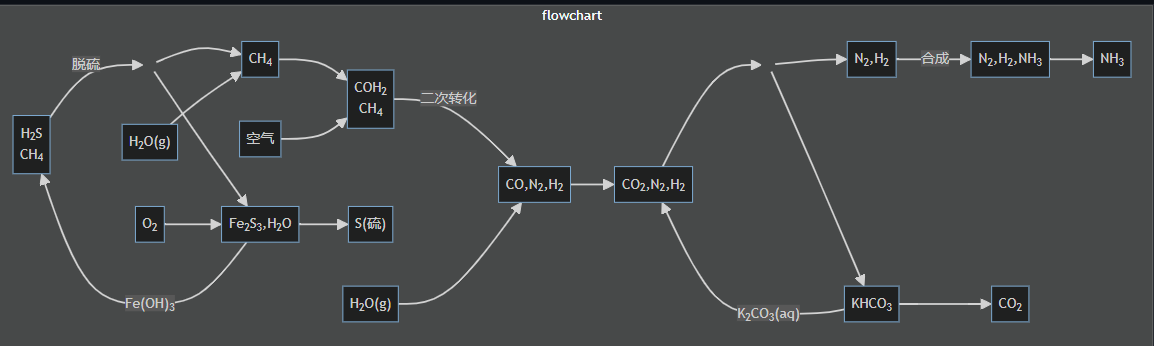 flowchart
脱硫
CH₄
N₂,H₂
合成
N₂,H₂,NH₃
NH₃
COH₂
CH₄
二次转化
H₂S
CH₄
H₂O(g)
空气
CO,N₂,H₂
CO₂,N₂,H₂
O₂
Fe₂S₃,H₂O
S(硫)
Fe(OH)₃
H₂O(g)
K₂CO₃(aq)
KHCO₃
CO₂